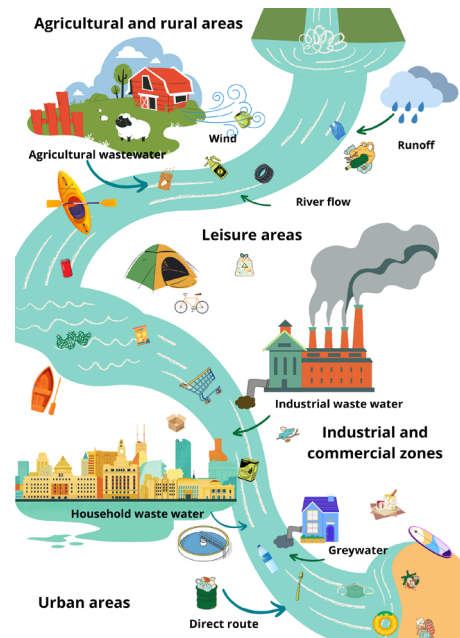 Agricultural and rural areas
Wind
Runoff
Agricultural wastewater
River flow
Leisure areas
Industrial waste water
Industrial and
commercial zones
Household waste water
Greywater
Urban areas
Direct route